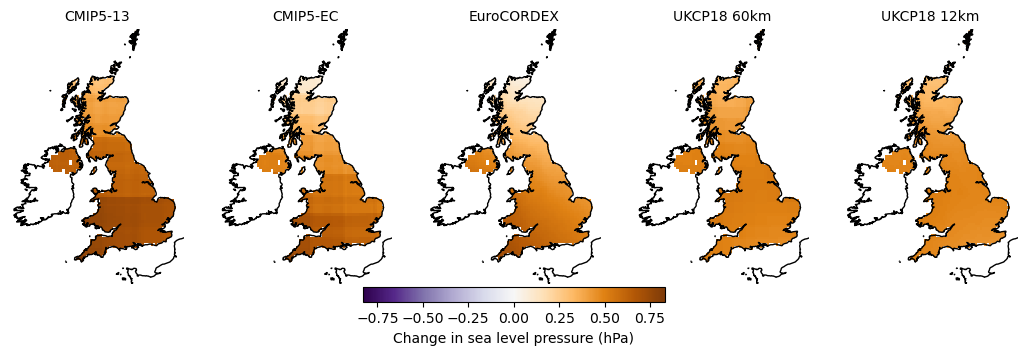 CMIP5-13 CMIP5-EC EuroCORDEX UKCP18 60km UKCP18 12km
−0.75 −0.50 −0.25 0.00 0.25 0.50 0.75
Change in sea level pressure (hPa)